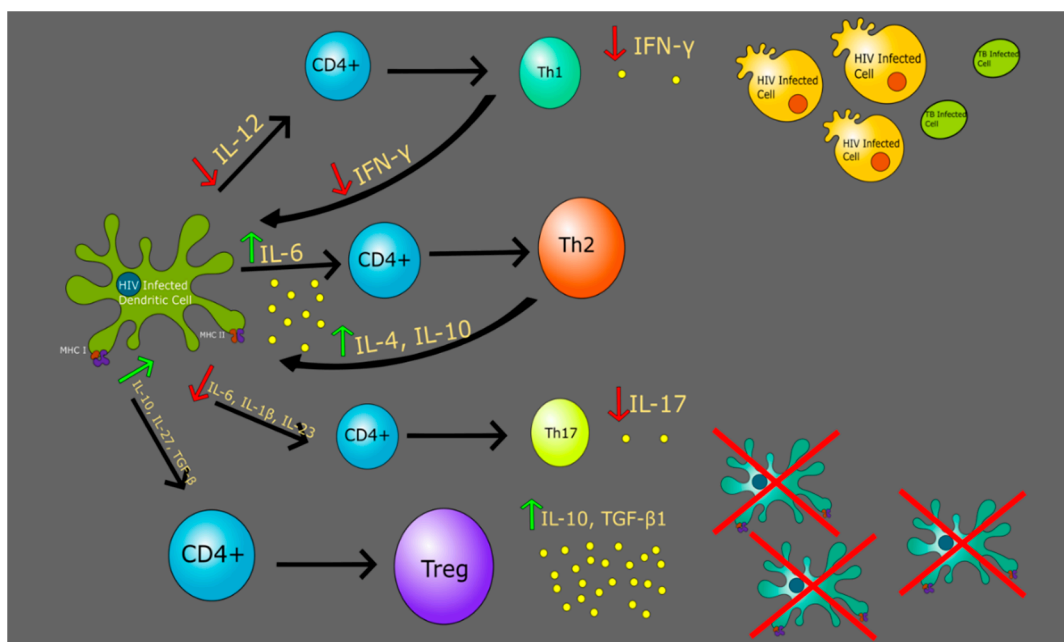 CD4+
Th1
IFN-γ
HIV Infected
Cell
HIV Infected
Cell
HIV Infected
Cell
TB Infected
Cell
TB Infected
Cell
IL-12
IFN-γ
IL-6
CD4+
Th2
HIV Infected
Dendritic Cell
MHC I
MHC II
IL-4, IL-10
IL-10, IL-27, TGF-β
IL-6, IL-1β, IL-23
CD4+
Th17
IL-17
CD4+
Treg
IL-10, TGF-β1